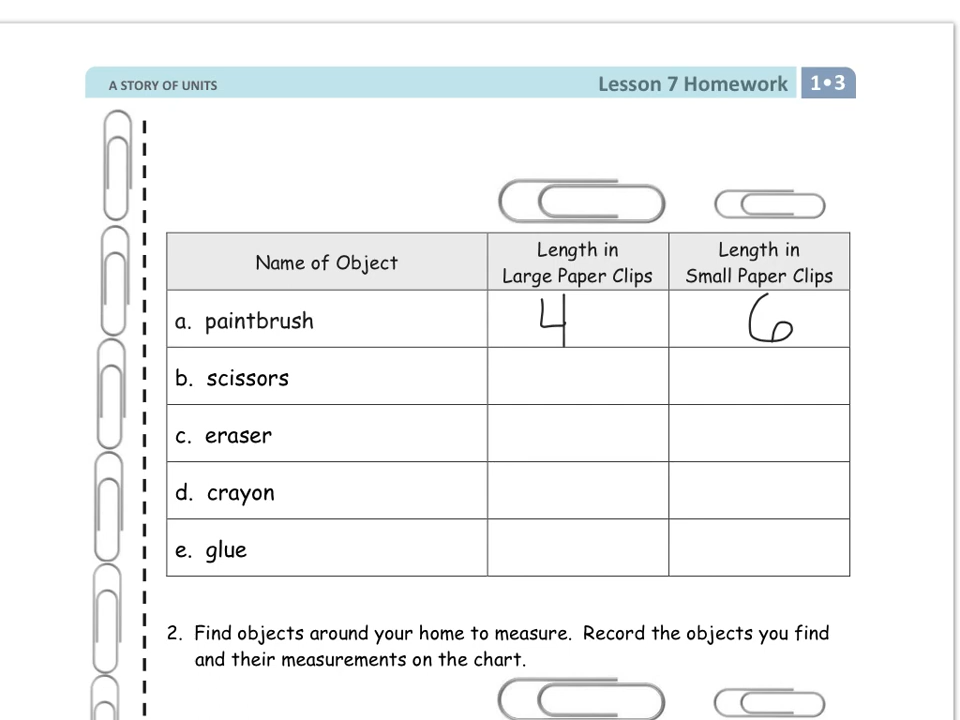 A STORY OF UNITS
Lesson 7 Homework 1•3
Name of Object
Length in
Large Paper Clips
Length in
Small Paper Clips
a. paintbrush 4 6
b. scissors
c. eraser
d. crayon
e. glue
2. Find objects around your home to measure. Record the objects you find
and their measurements on the chart.